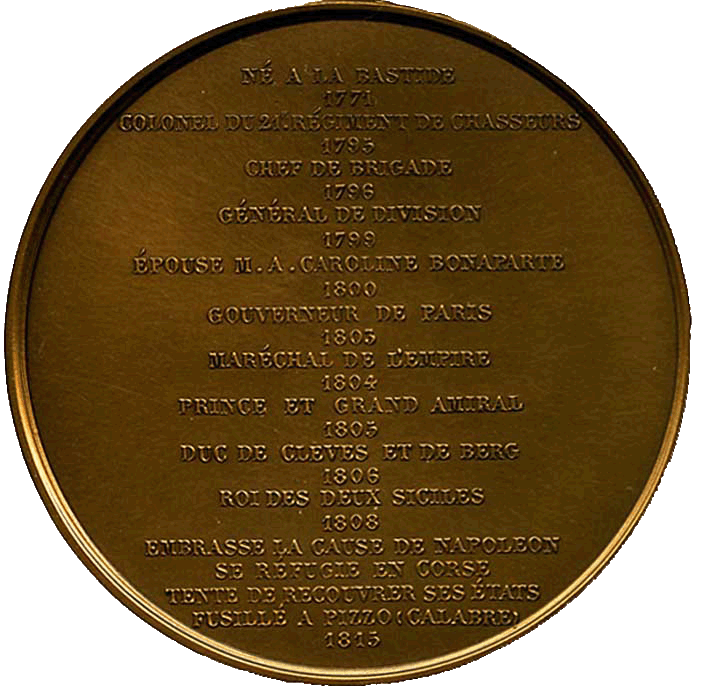 NÉ A LA BASTIDE
1771
COLONEL DU 21E RÉGIMENT DE CHASSEURS
1795
CHEF DE BRIGADE
1796
GÉNÉRAL DE DIVISION
1799
ÉPOUSE M.A. CAROLINE BONAPARTE
1800
GOUVERNEUR DE PARIS
1803
MARÉCHAL DE L'EMPIRE
1804
PRINCE ET GRAND AMIRAL
1805
DUC DE CLÈVES ET DE BERG
1806
ROI DES DEUX SICILES
1808
EMBRASSE LA CAUSE DE NAPOLEON
SE RÉFUGIE EN CORSE
TENTE DE RECOUVRER SES ÉTATS
FUSILLÉ A PIZZO (CALABRE)
1815